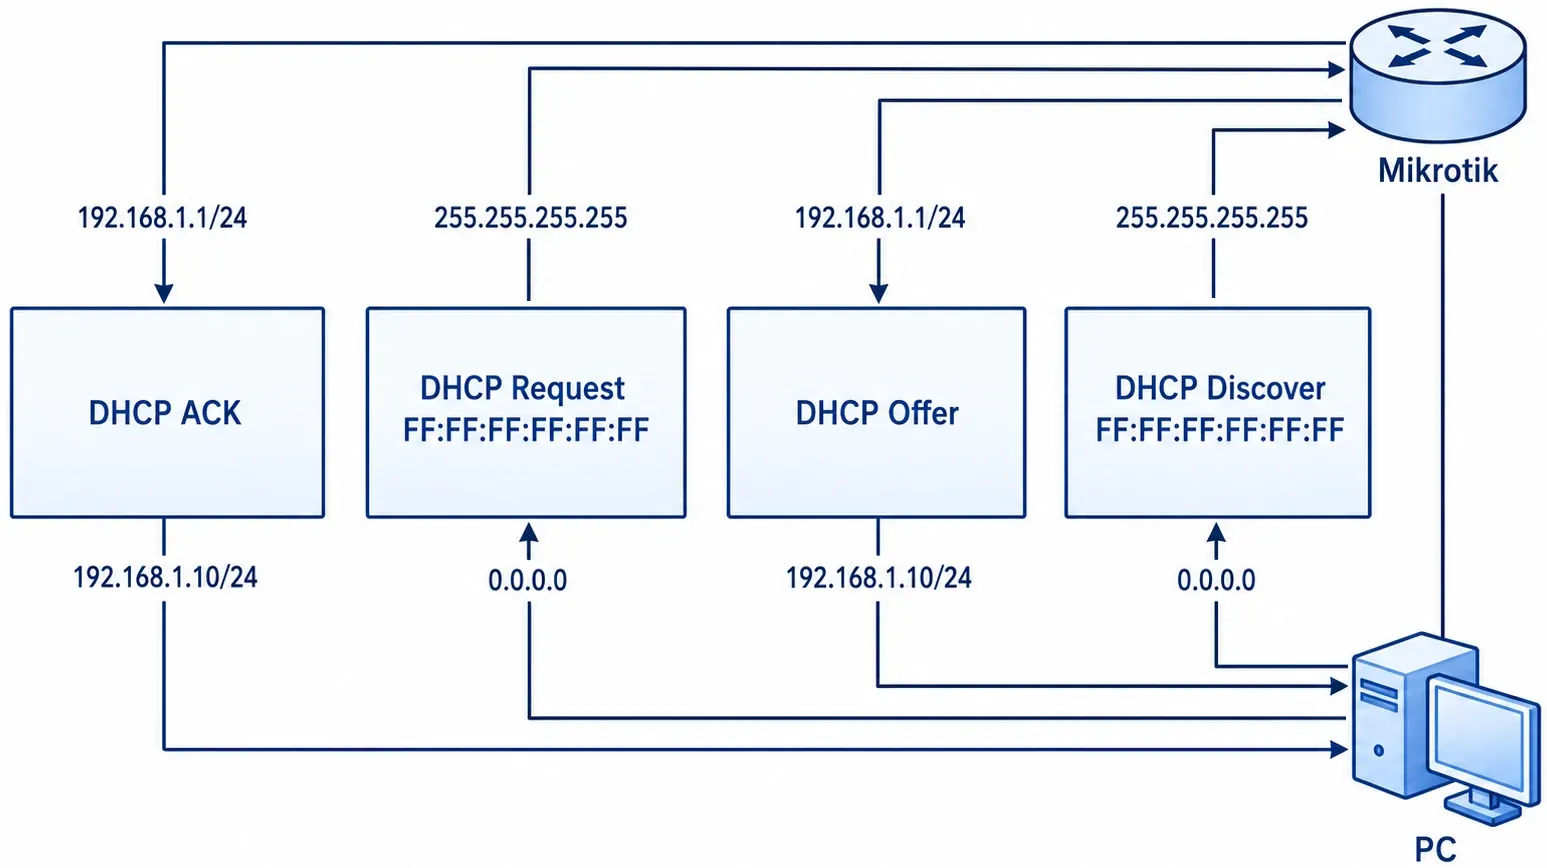 Mikrotik
192.168.1.1/24
255.255.255.255
192.168.1.1/24
255.255.255.255
DHCP ACK
DHCP Request
FF:FF:FF:FF:FF:FF
DHCP Offer
DHCP Discover
FF:FF:FF:FF:FF:FF
192.168.1.10/24
0.0.0.0
192.168.1.10/24
0.0.0.0
PC